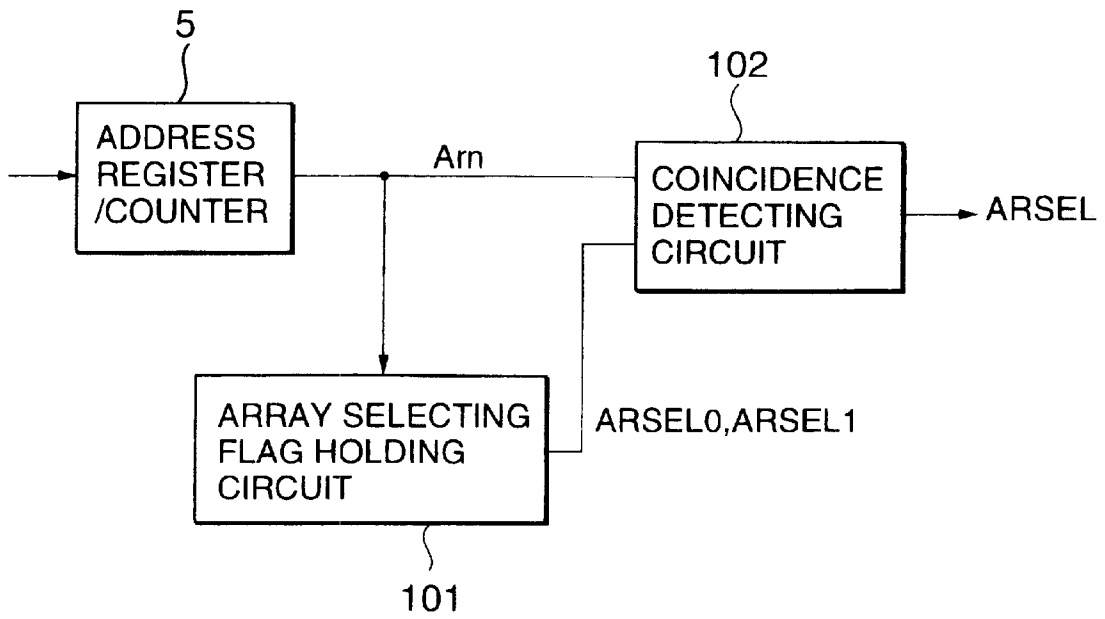 5
ADDRESS
REGISTER
/COUNTER
Arn
102
COINCIDENCE
DETECTING
CIRCUIT
ARSEL
ARRAY SELECTING
FLAG HOLDING
CIRCUIT
ARSEL0,ARSEL1
101